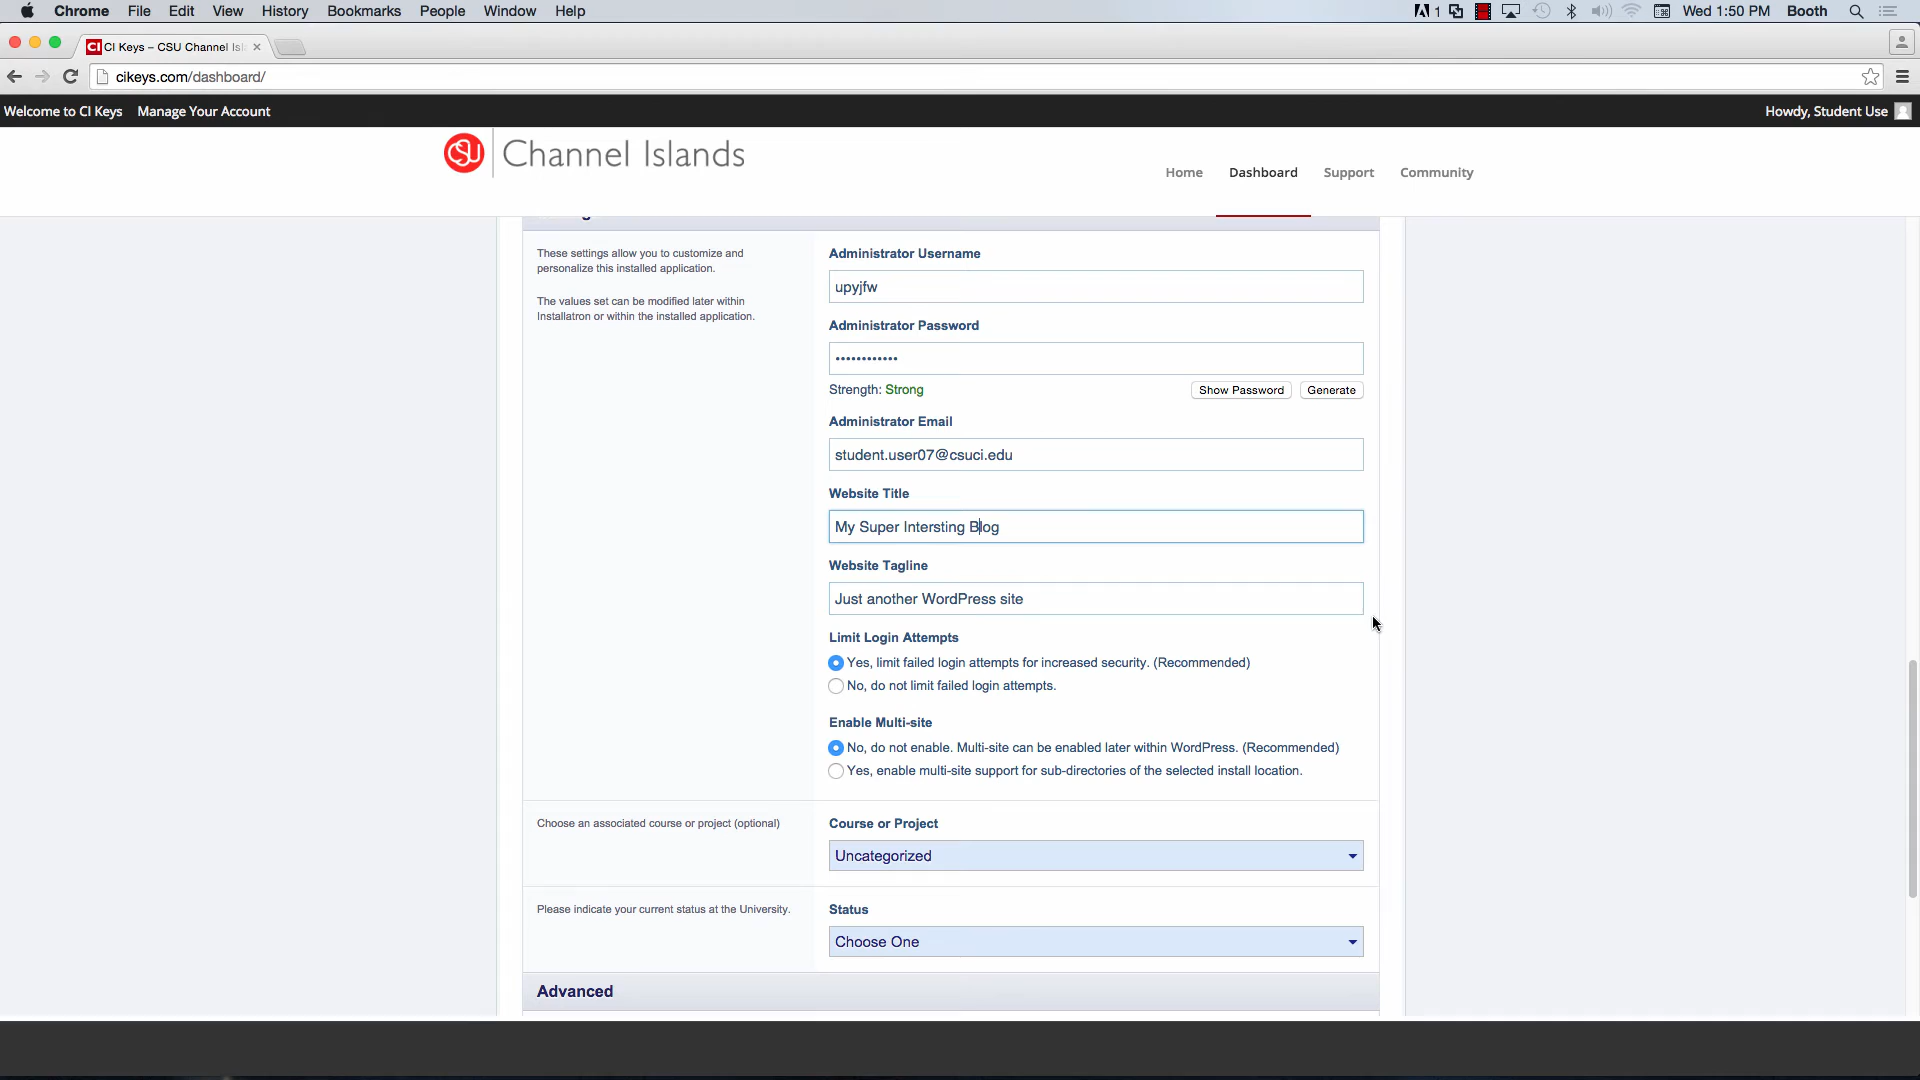 Chrome File Edit View History Bookmarks People Window Help 1 Wed 1:50 PM Booth
CI CI Keys – CSU Channel Isl
cikeys.com/dashboard/
Welcome to CI Keys Manage Your Account Howdy, Student Use
CSU Channel Islands
Home Dashboard Support Community
These settings allow you to customize and
personalize this installed application.
The values set can be modified later within
Installatron or within the installed application.
Administrator Username
upyjfw
Administrator Password
••••••••••••
Strength: Strong Show Password Generate
Administrator Email
student.user07@csuci.edu
Website Title
My Super Intersting Blog
Website Tagline
Just another WordPress site
Limit Login Attempts
Yes, limit failed login attempts for increased security. (Recommended)
No, do not limit failed login attempts.
Enable Multi-site
No, do not enable. Multi-site can be enabled later within WordPress. (Recommended)
Yes, enable multi-site support for sub-directories of the selected install location.
Choose an associated course or project (optional) Course or Project
Uncategorized
Please indicate your current status at the University. Status
Choose One
Advanced